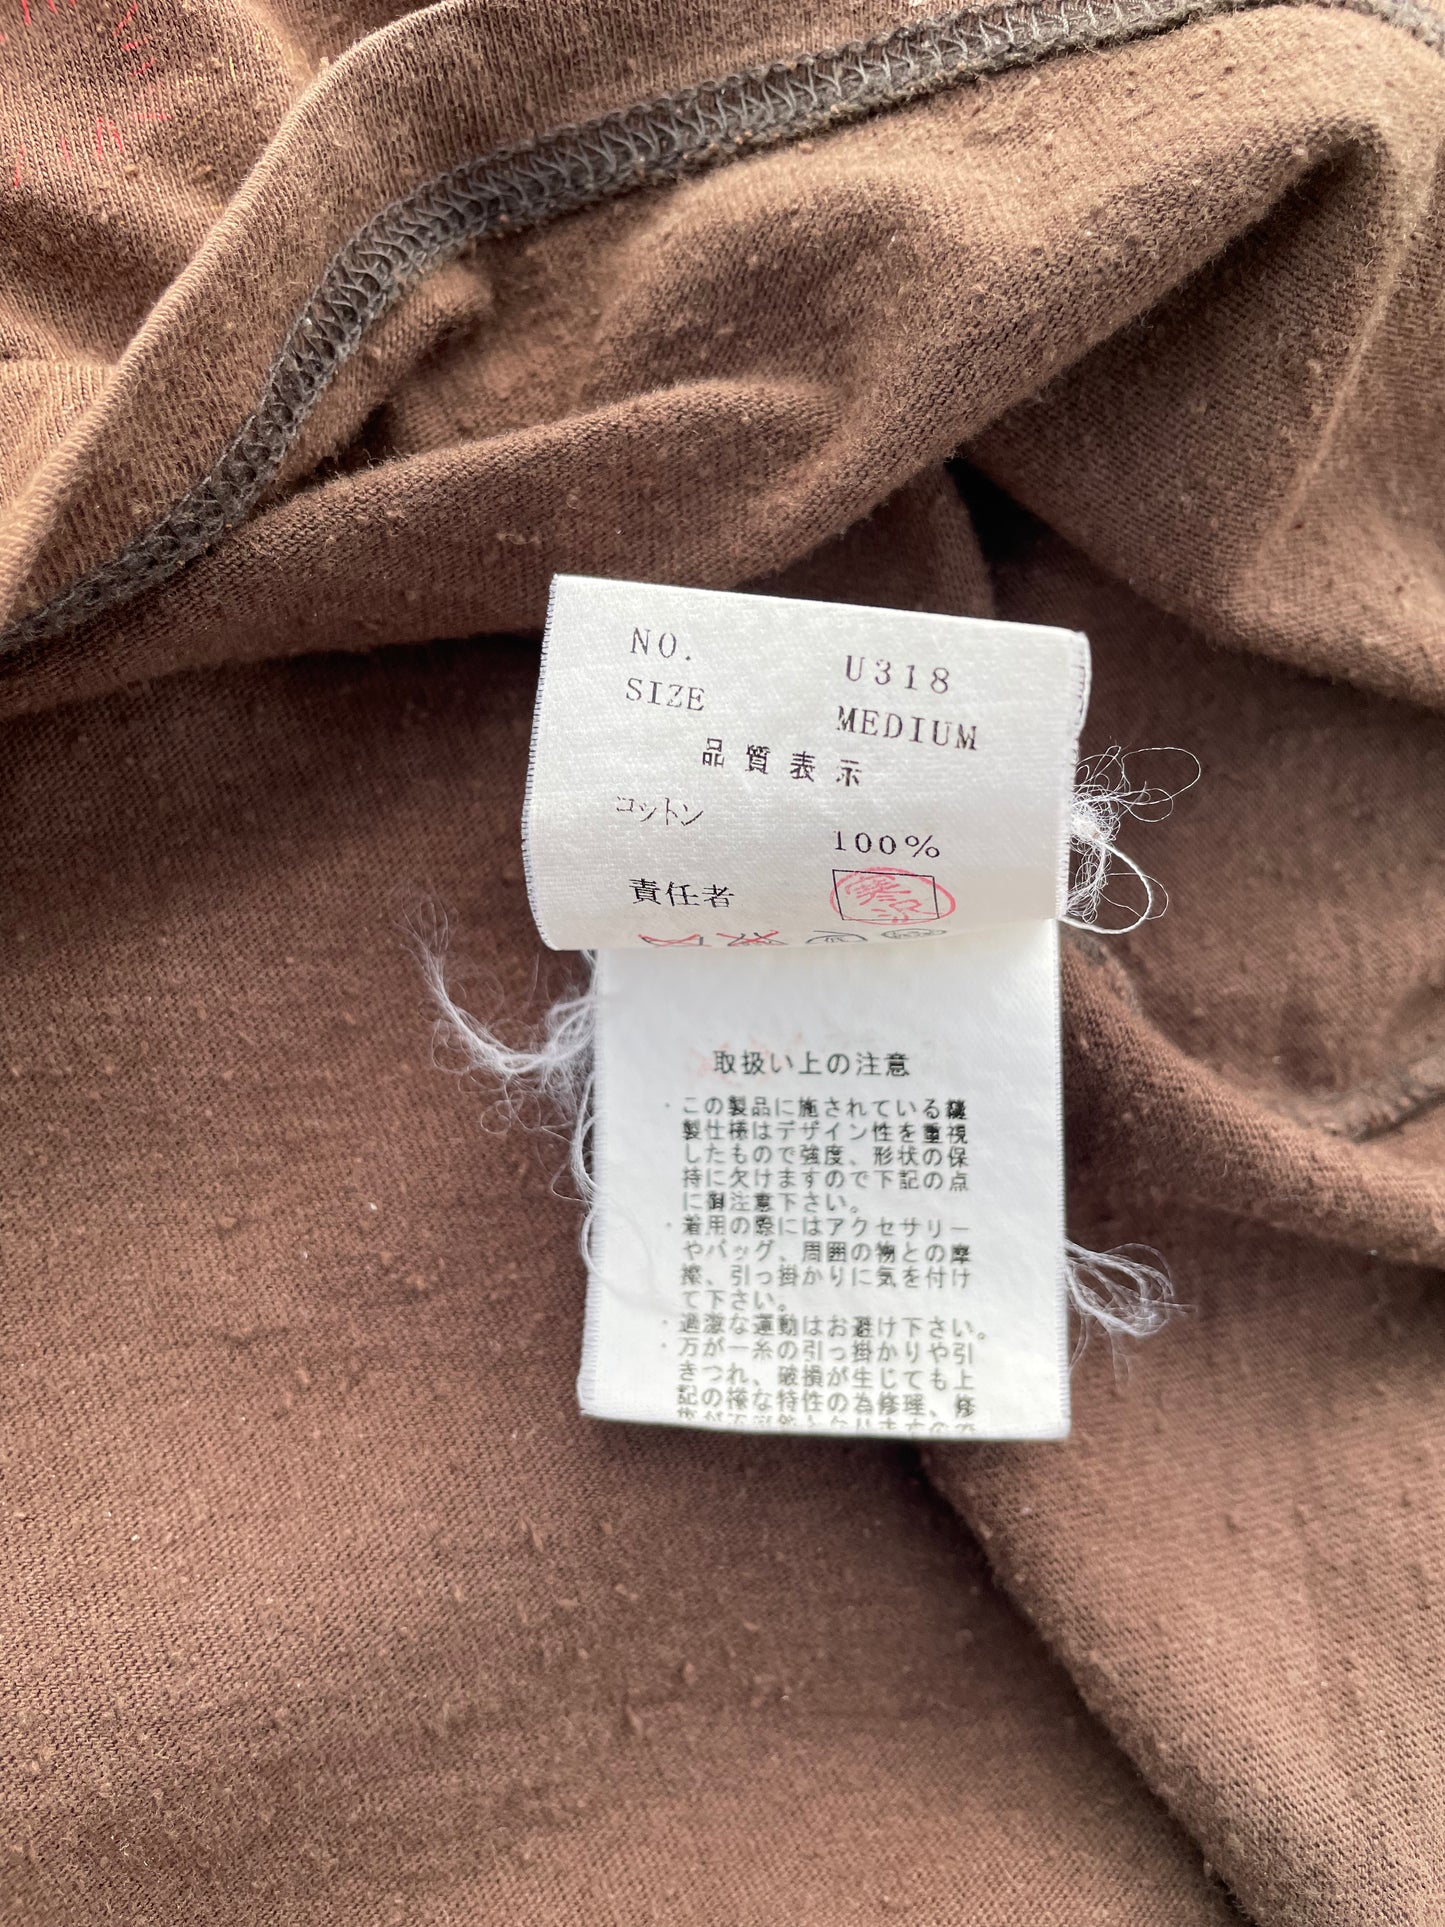 NO. U318
SIZE MEDIUM
品質表示
コットン 100%
責任者
取扱い上の注意
・この製品に施されている縫
製仕様はデザイン性を重視
したもので強度、形状の保
持に欠けますので下記の点
に御注意下さい。
・着用の際にはアクセサリー
やバッグ、周囲の物との摩
擦、引っ掛かりに気を付け
て下さい。
・過激な運動はお避け下さい。
・万が一糸の引っ掛かりや引
きつれ、破損が生じても上
記の様な特性の為修理、修